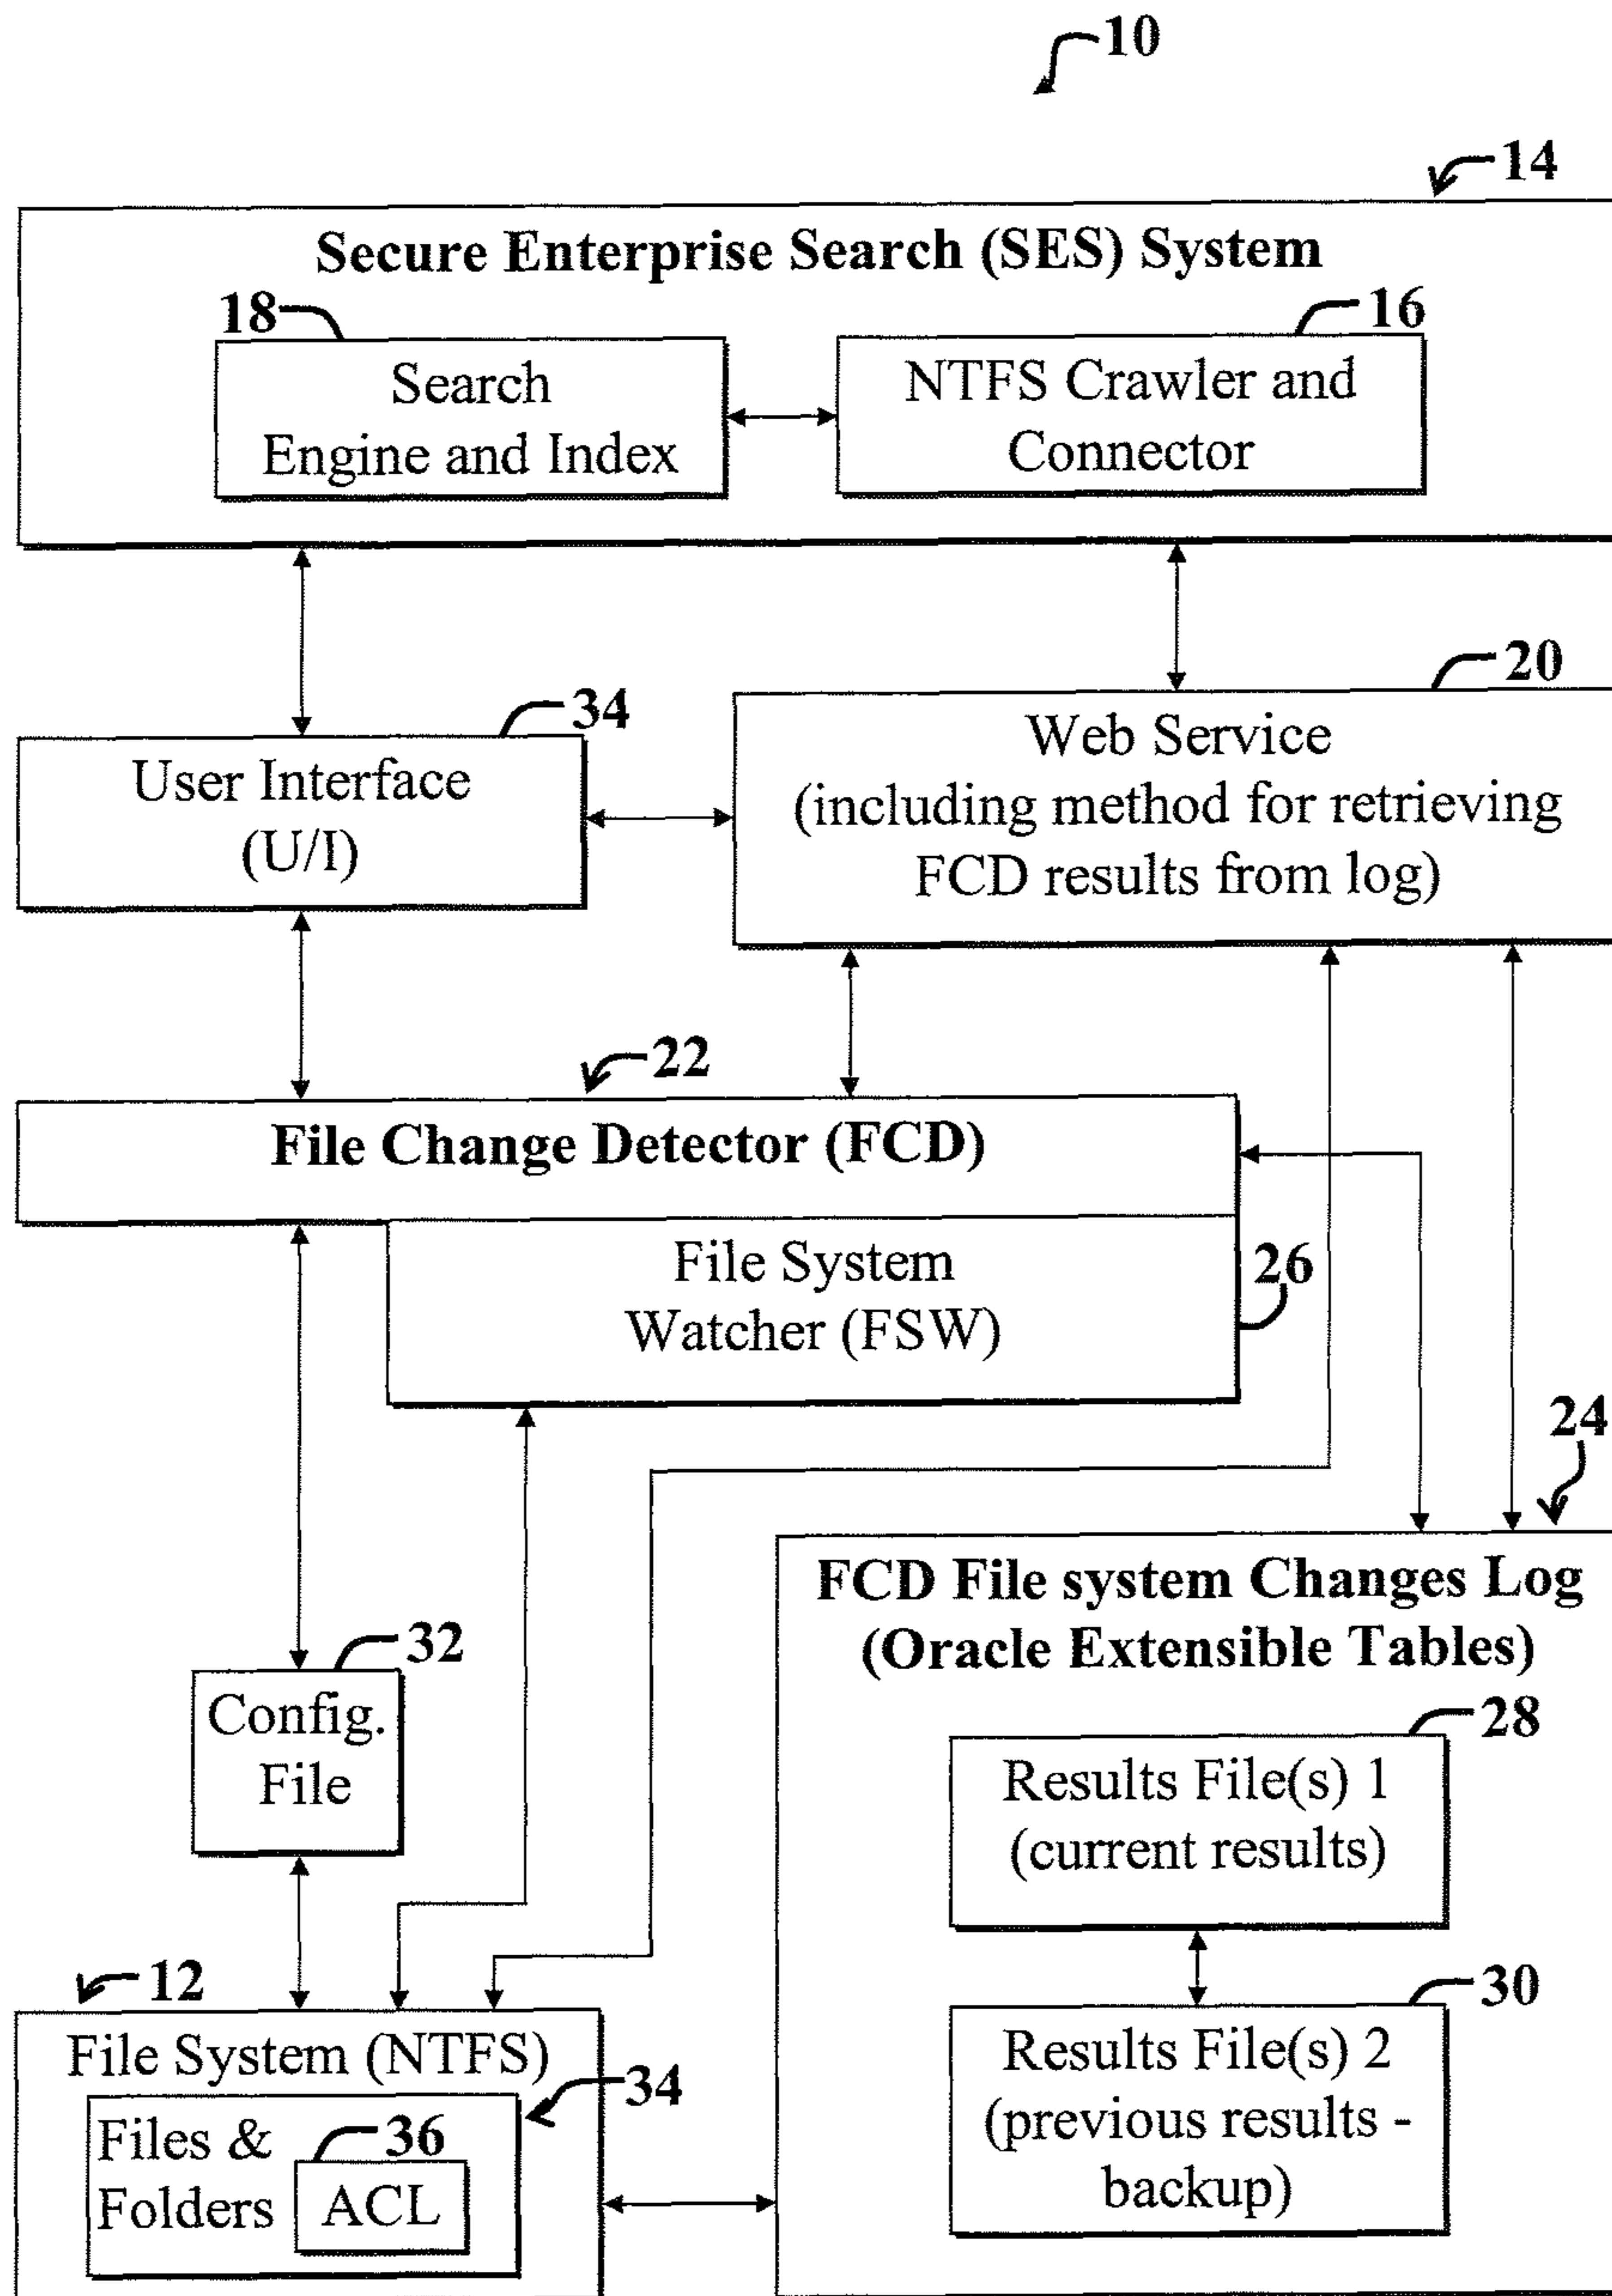 10
14
Secure Enterprise Search (SES) System
18
16
Search
Engine and Index
NTFS Crawler and
Connector
20
34
User Interface
(U/I)
Web Service
(including method for retrieving
FCD results from log)
22
File Change Detector (FCD)
File System
Watcher (FSW)
26
24
FCD File system Changes Log
(Oracle Extensible Tables)
32
Config.
File
28
Results File(s) 1
(current results)
30
Results File(s) 2
(previous results -
backup)
12
File System (NTFS)
34
Files &
Folders
36
ACL